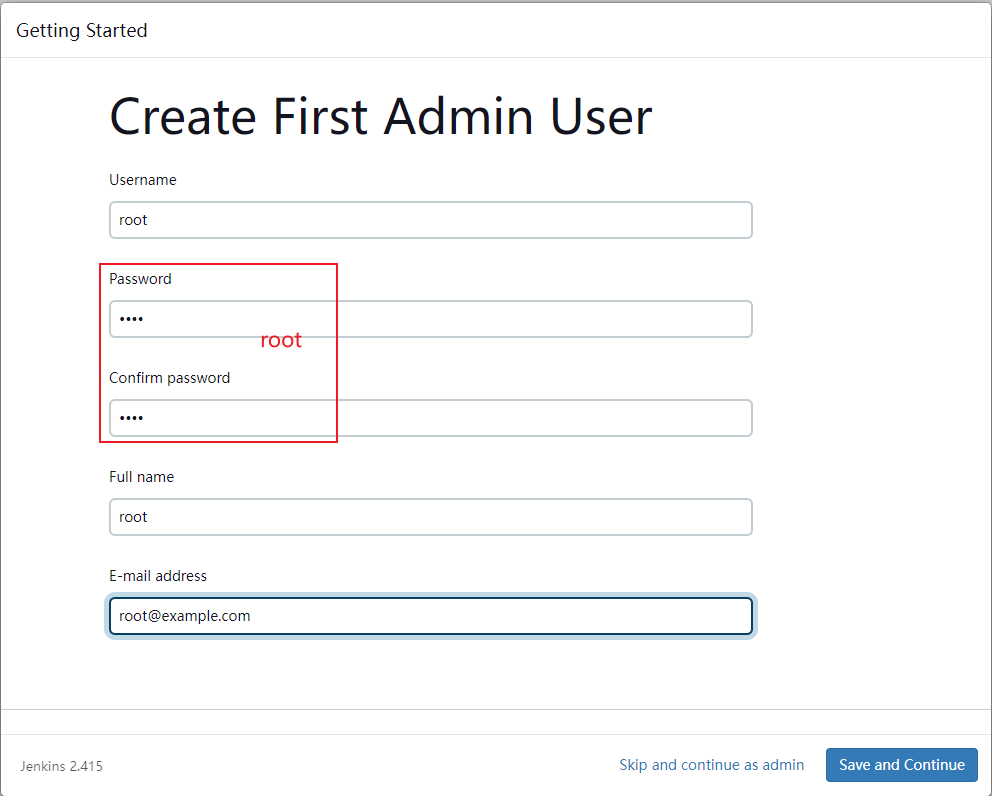 Getting Started
Create First Admin User
Username
root
Password
••••
root
Confirm password
••••
Full name
root
E-mail address
root@example.com
Jenkins 2.415
Skip and continue as admin
Save and Continue